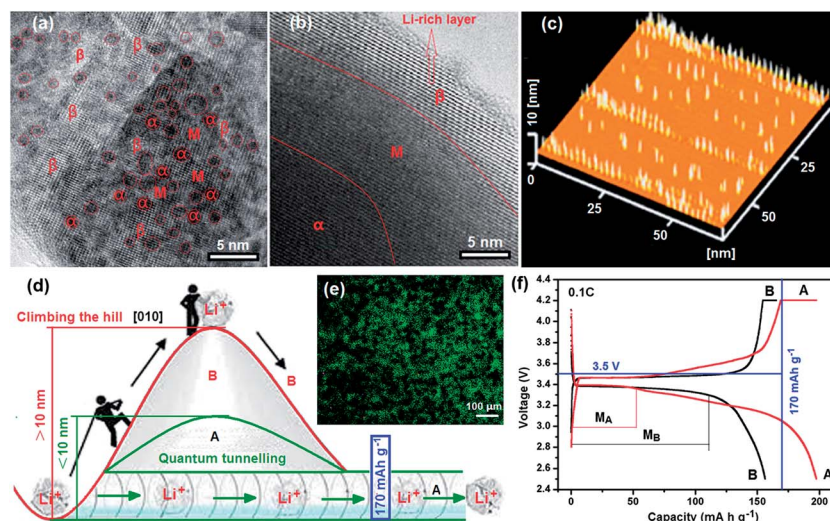 (a)
β
β
β
α
α
M
β
β
α
α
α
M
α
β
M
α
α
β
5 nm
(b)
Li-rich layer
β
M
α
5 nm
(c)
10 [nm]
0
25
50
[nm]
25
50
(d)
Climbing the hill [010]
Li+
>10 nm
<10 nm
B
B
A
Quantum tunnelling
Li+
Li+
Li+
170 mAh g-1
Li+
A
Li+
(e)
100 μm
(f)
0.1C
B
A
3.5 V
170 mAh g-1
MA
MB
B
A
4.4
4.2
4.0
3.8
3.6
3.4
3.2
3.0
2.8
2.6
2.4
Voltage (V)
0
50
100
150
200
Capacity (mA h g-1)